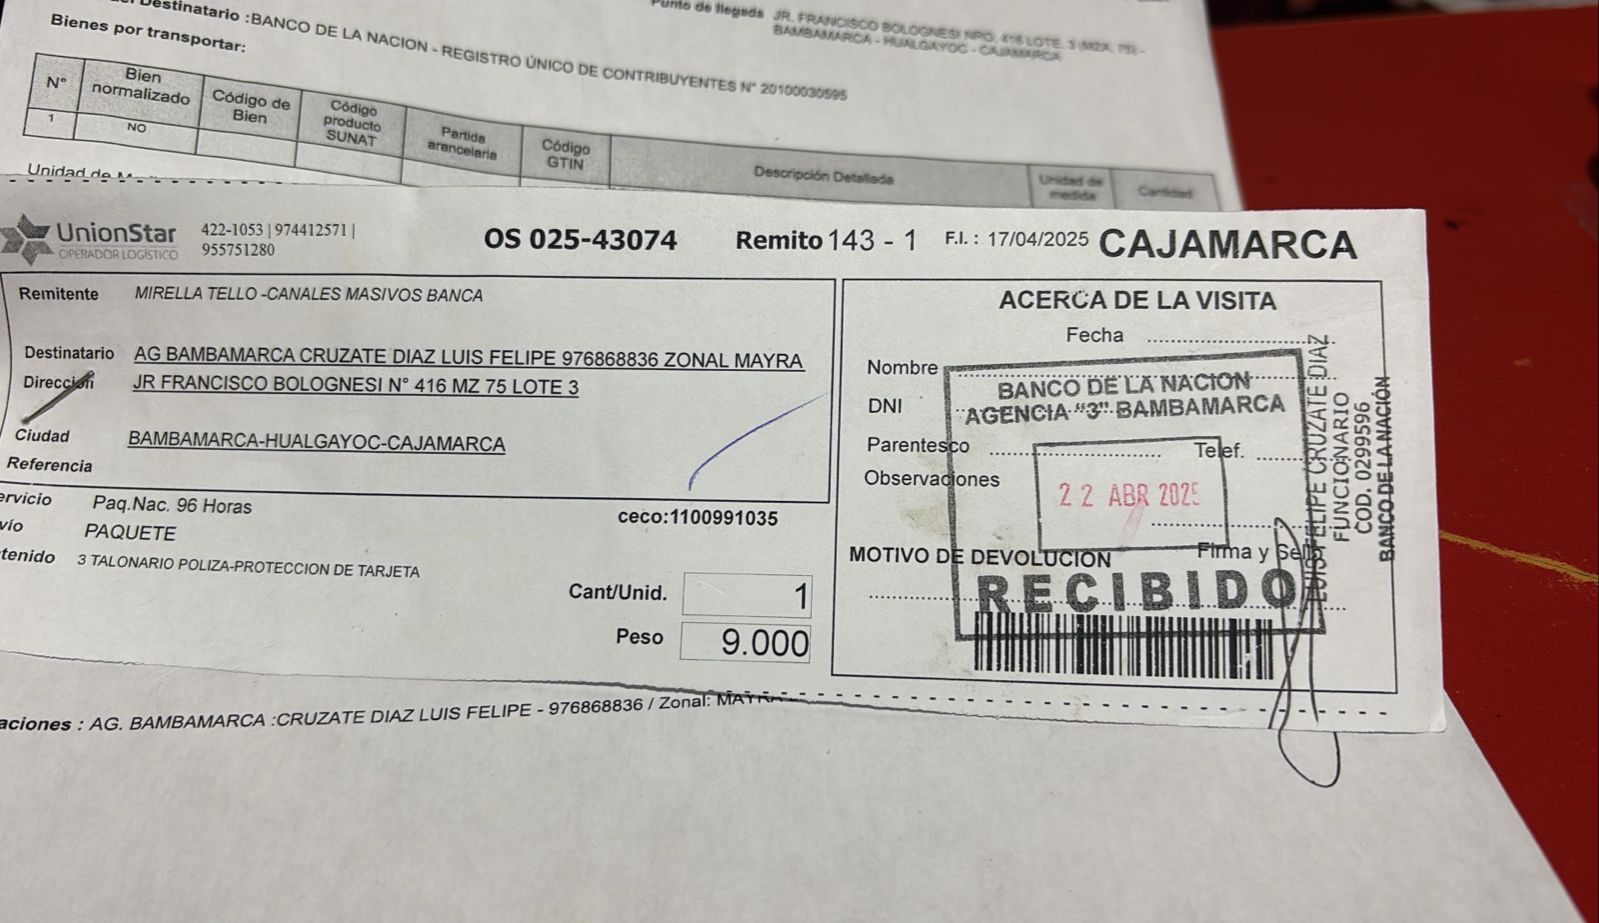 Destinatario :BANCO DE LA NACION - REGISTRO ÚNICO DE CONTRIBUYENTES N° 20100030595
Punto de llegada JR. FRANCISCO BOLOGNESI NRO. 416 LOTE. 3 (MZA. 75) -
BAMBAMARCA - HUALGAYOC - CAJAMARCA
Bienes por transportar:
N° Bien normalizado Código de Bien Código producto SUNAT Partida arancelaria Código GTIN Descripción Detallada Unidad de medida Cantidad
1 NO
Unidad de
UnionStar
OPERADOR LOGÍSTICO
422-1053 | 974412571 |
955751280
OS 025-43074 Remito 143 - 1 F.I. : 17/04/2025 CAJAMARCA
Remitente MIRELLA TELLO -CANALES MASIVOS BANCA
Destinatario AG BAMBAMARCA CRUZATE DIAZ LUIS FELIPE 976868836 ZONAL MAYRA
Dirección JR FRANCISCO BOLOGNESI N° 416 MZ 75 LOTE 3
Ciudad BAMBAMARCA-HUALGAYOC-CAJAMARCA
Referencia
ervicio Paq.Nac. 96 Horas
vío PAQUETE
ceco:1100991035
tenido 3 TALONARIO POLIZA-PROTECCION DE TARJETA
Cant/Unid. 1
Peso 9.000
ACERCA DE LA VISITA
Fecha
Nombre
DNI
Parentesco Telef.
Observaciones
Firma y Sello
MOTIVO DE DEVOLUCION
BANCO DE LA NACION
AGENCIA "3" BAMBAMARCA
22 ABR 2025
RECIBIDO
LUIS FELIPE CRUZATE DIAZ
FUNCIONARIO
COD. 0299596
BANCO DE LA NACIÓN
aciones : AG. BAMBAMARCA :CRUZATE DIAZ LUIS FELIPE - 976868836 / Zonal: MAYRA